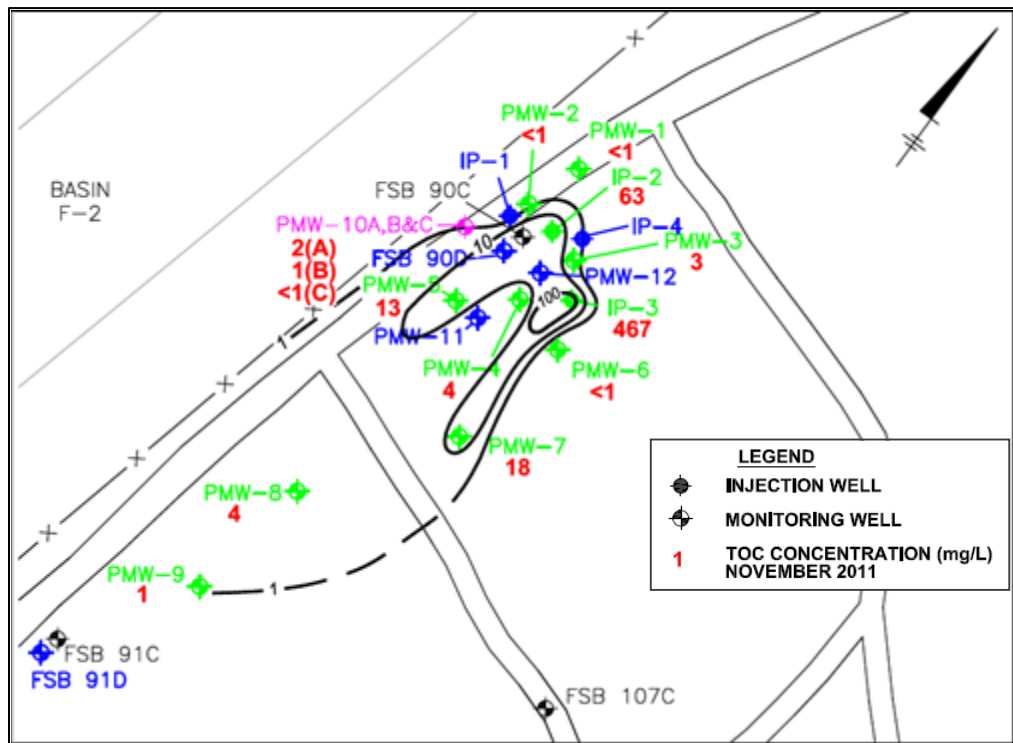 PMW-2
<1
PMW-1
<1
IP-1
IP-2
63
FSB 90C
BASIN
F-2
PMW-10A,B&C
2(A)
1(B)
<1(C)
10
IP-4
FSB 90D
PMW-3
3
PMW-12
PMW-5
13
100
IP-3
467
PMW-11
1
PMW-4
4
PMW-6
<1
PMW-7
18
PMW-8
4
PMW-9
1
1
FSB 91C
FSB 91D
FSB 107C
LEGEND
INJECTION WELL
MONITORING WELL
1 TOC CONCENTRATION (mg/L)
NOVEMBER 2011